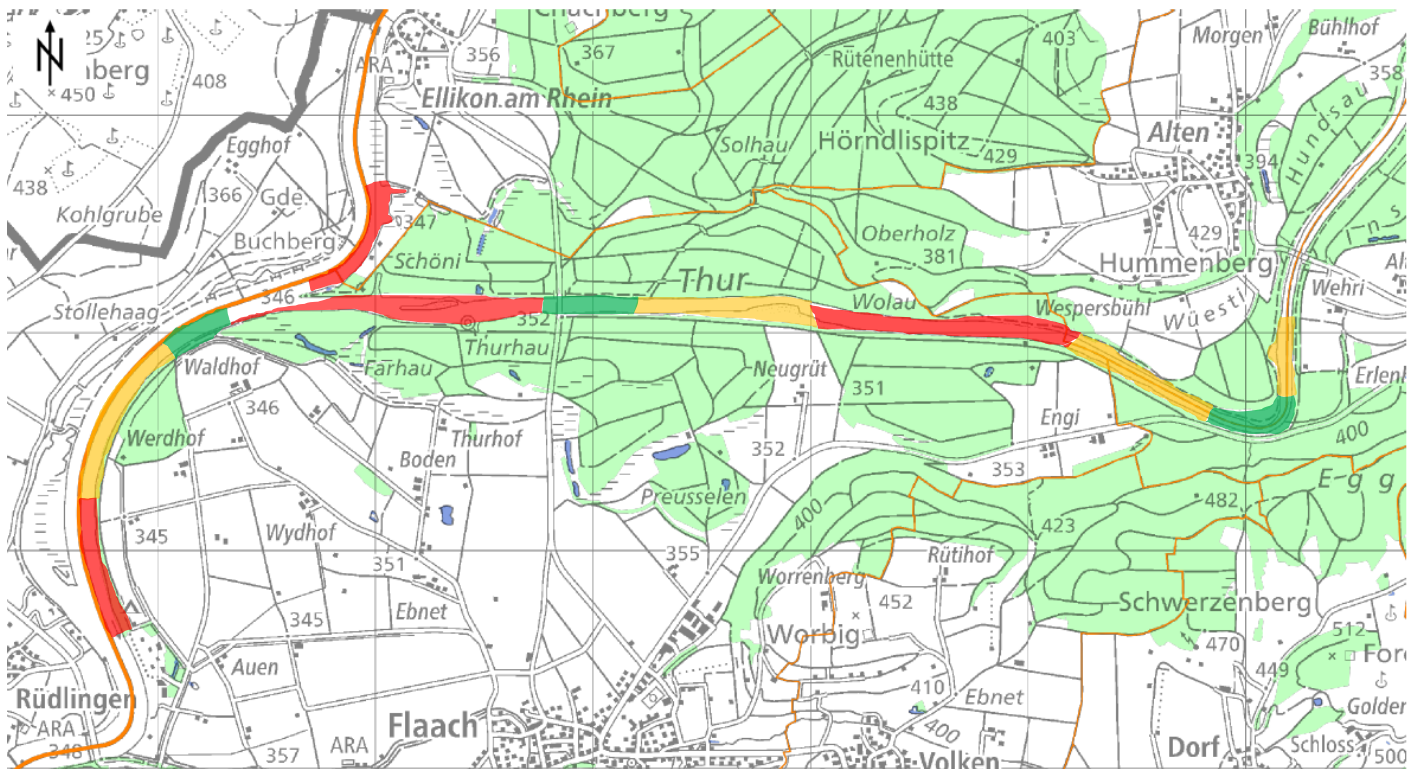 N
berg
450
408
367
403
Morgen
Bühlhof
358
356
ARA
Ellikon am Rhein
Rütenenhütte
438
Hörndlispitz
Solhau
429
Alten
394
Hundsau
Egghof
366
438
Gde.
Kohlgrube
Buchberg
347
Schöni
Oberholz
381
429
Hummenberg
346
Stöllehaag
Thur
Wolau
Wespersbühl
Wüesti
Wehri
352
Thurhau
Farhau
Waldhof
346
Neugrüt
351
Erlenh
Werdhof
Thurhof
Boden
352
Engi
353
400
Egg
Preusselen
400
482
345
Wydhof
351
423
355
Rütihof
Worrenberg
452
Ebnet
345
Worbig
Schwerzenberg
512
470
449
Auen
Rüdlingen
ARA
348
410
Ebnet
400
Flaach
357
ARA
Volken
Dorf
Schloss
500